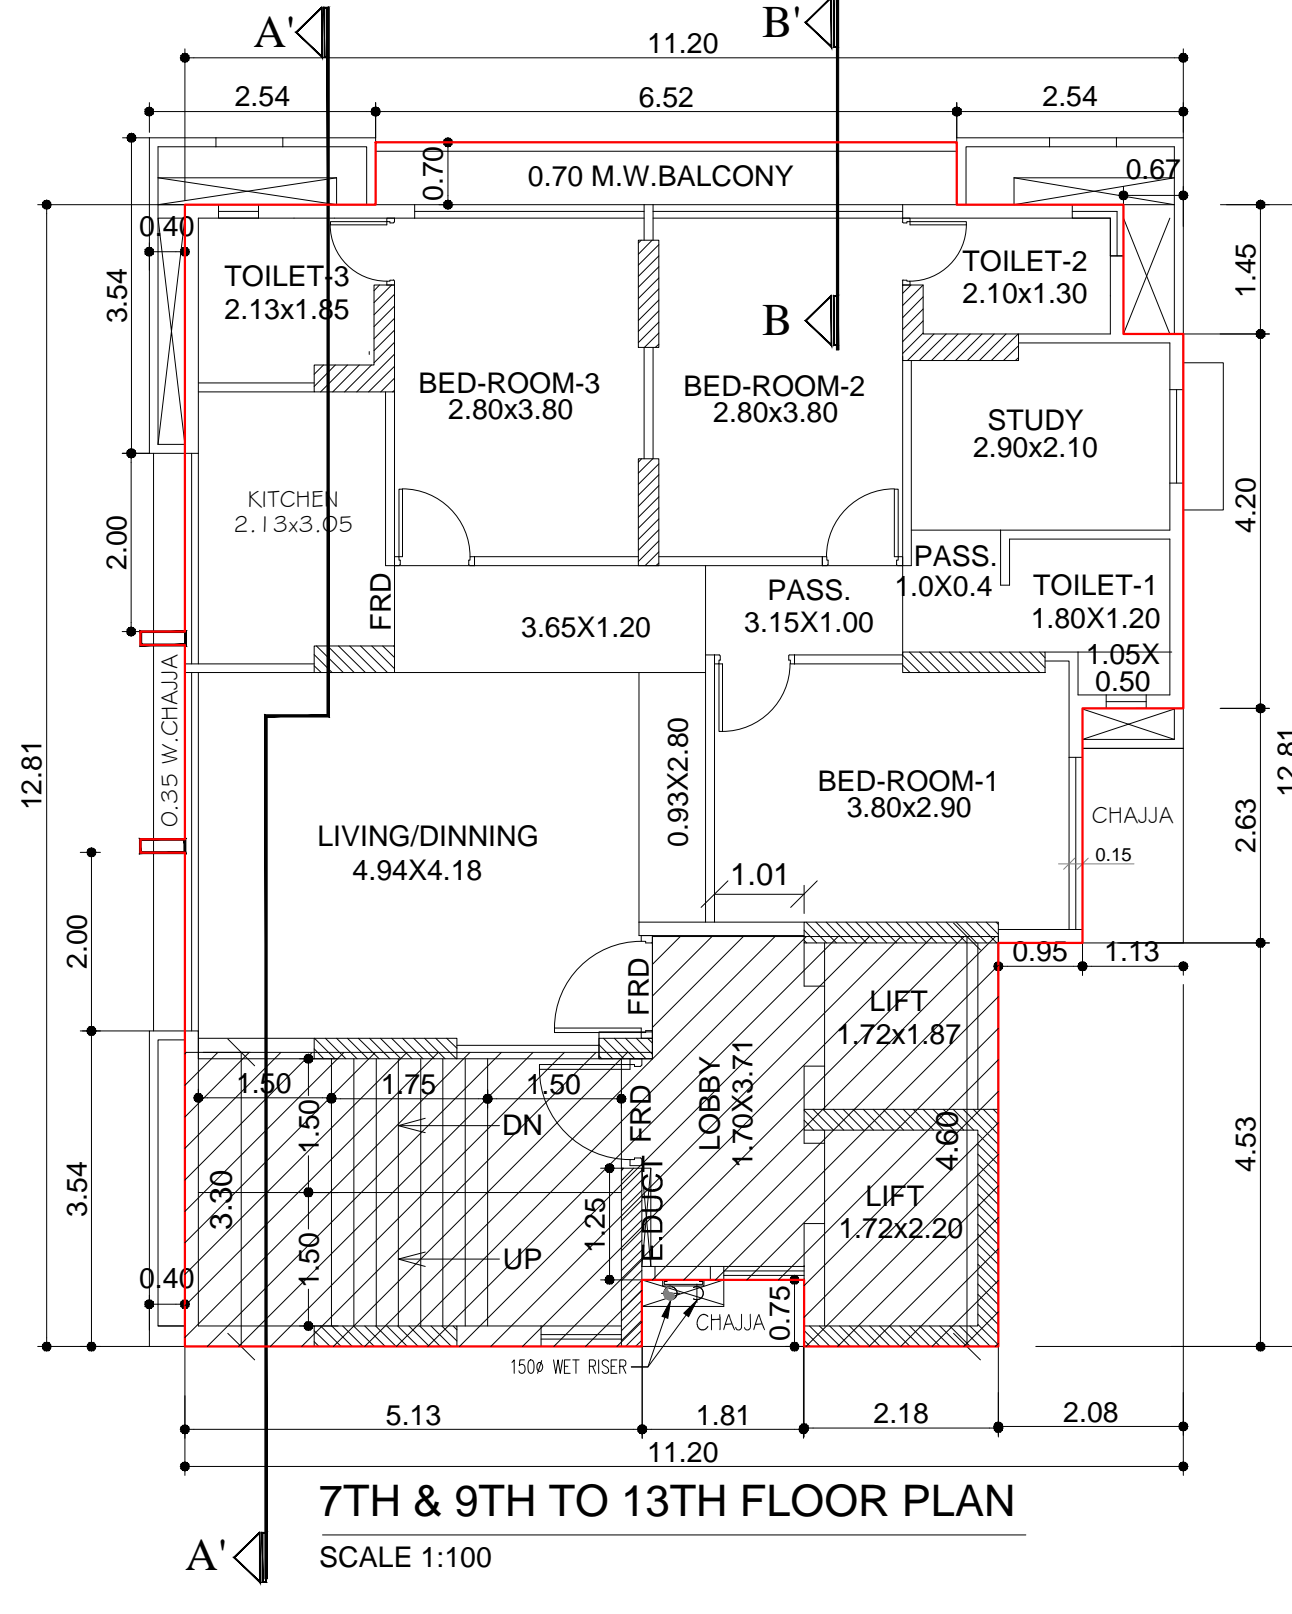 A'
B'
11.20
2.54
6.52
2.54
0.70
0.70 M.W.BALCONY
0.67
0.40
TOILET-3
2.13x1.85
TOILET-2
2.10x1.30
3.54
1.45
B
BED-ROOM-3
2.80x3.80
BED-ROOM-2
2.80x3.80
STUDY
2.90x2.10
KITCHEN
2.13x3.05
2.00
4.20
FRD
PASS.
1.0X0.4
PASS.
3.15X1.00
3.65X1.20
TOILET-1
1.80X1.20
1.05X
0.50
0.35 W.CHAJJA
12.81
12.81
0.93X2.80
BED-ROOM-1
3.80x2.90
CHAJJA
2.63
0.15
LIVING/DINNING
4.94X4.18
1.01
2.00
FRD
0.95
1.13
LIFT
1.72x1.87
LOBBY
1.70X3.71
1.50
1.75
1.50
1.50
DN
FRD
4.60
4.53
3.54
3.30
1.25
E.DUCT
LIFT
1.72x2.20
1.50
UP
0.40
CHAJJA
0.75
150ø WET RISER
5.13
1.81
2.18
2.08
11.20
7TH & 9TH TO 13TH FLOOR PLAN
SCALE 1:100
A'